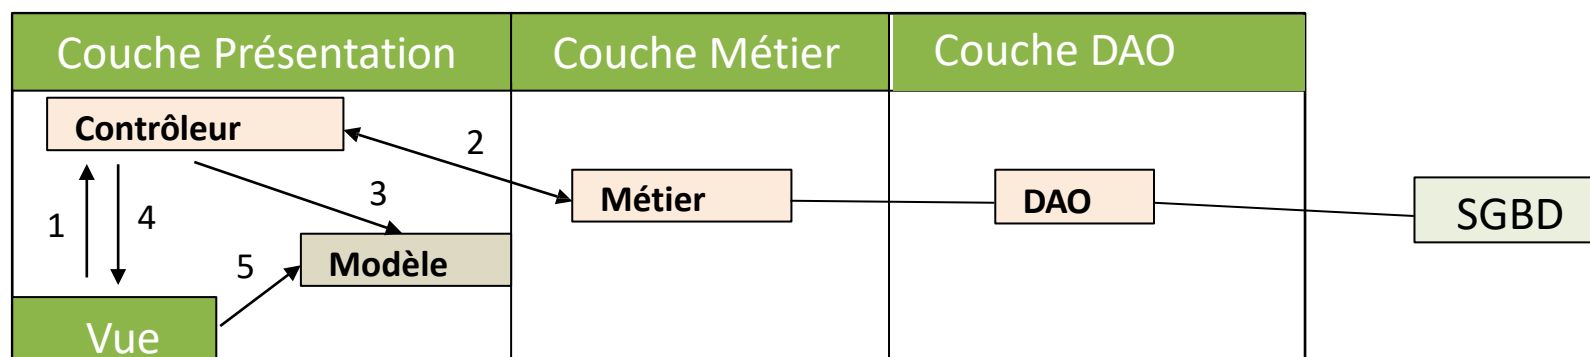 Couche Présentation
Couche Métier
Couche DAO
Contrôleur
2
Métier
DAO
SGBD
3
1
4
Modèle
5
Vue